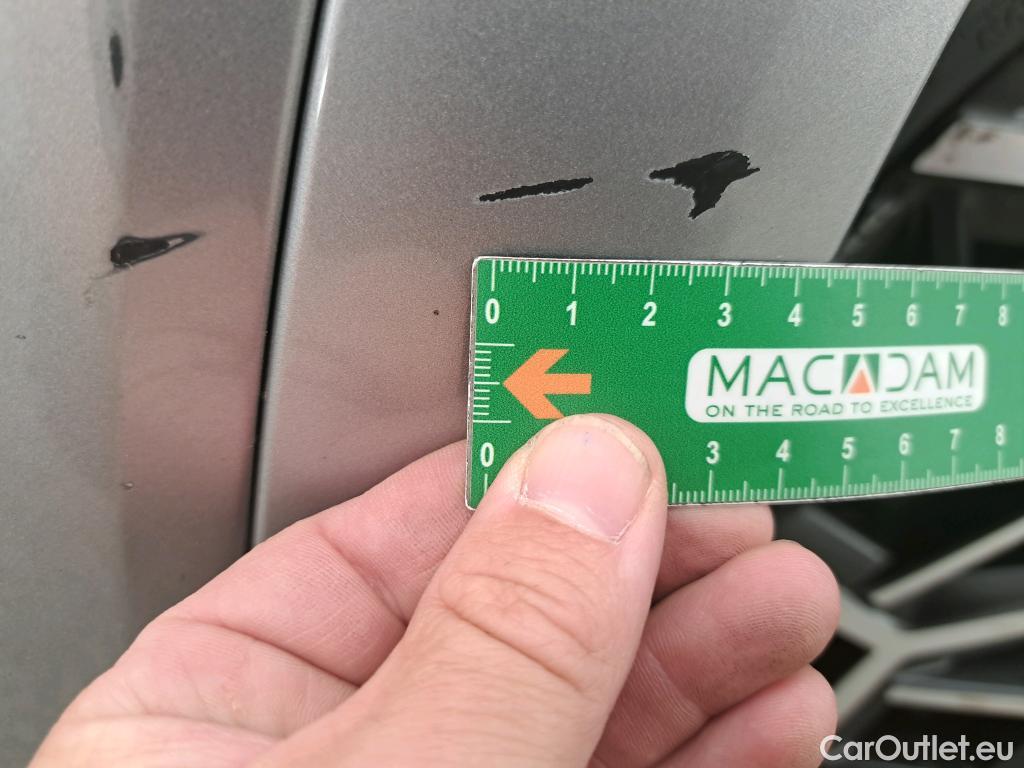 0 1 2 3 4 5 6 7 8
MACADAM
ON THE ROAD TO EXCELLENCE
0 3 4 5 6 7 8
CarOutlet.eu